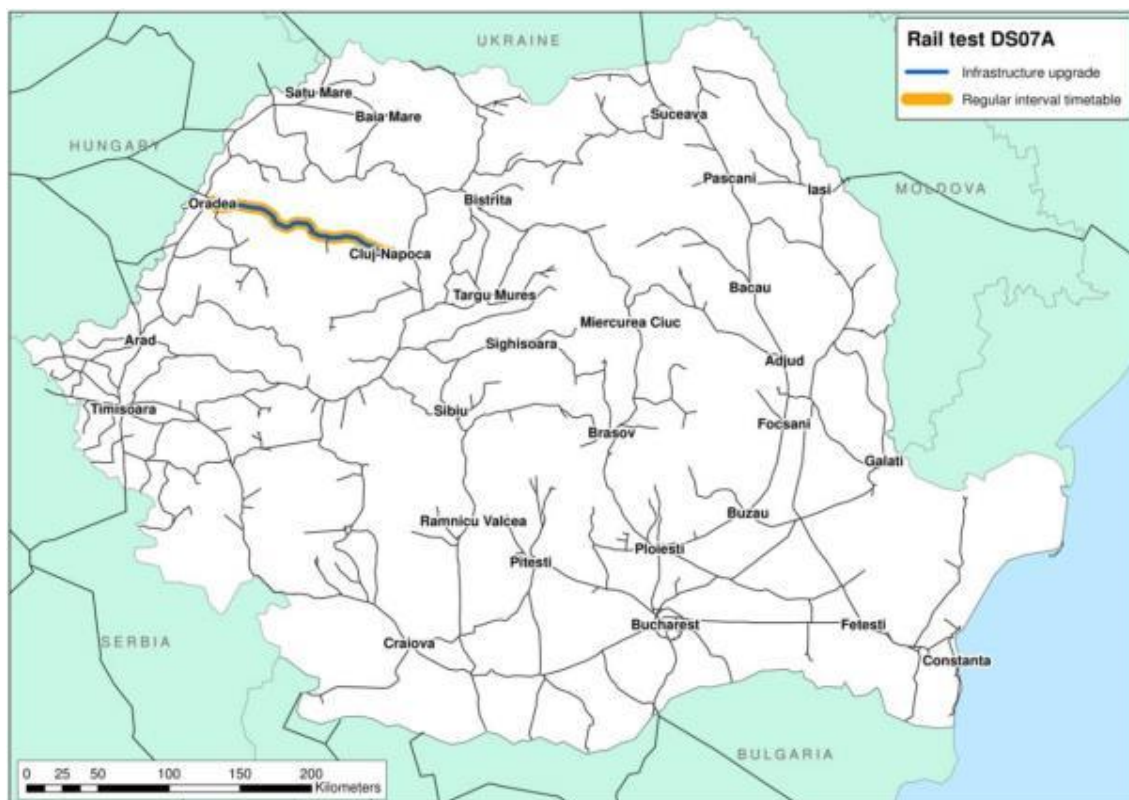 UKRAINE
Rail test DS07A
Infrastructure upgrade
Regular interval timetable
Satu Mare
Baia Mare
Suceava
HUNGARY
Pascani
Iasi
MOLDOVA
Oradea
Bistrita
Cluj-Napoca
Bacau
Targu Mures
Miercurea Ciuc
Arad
Sighisoara
Adjud
Timisoara
Sibiu
Focsani
Brasov
Galati
Buzau
Ramnicu Valcea
Ploiesti
Pitesti
Bucharest
Fetesti
SERBIA
Craiova
Constanta
BULGARIA
0 25 50 100 150 200
Kilometers